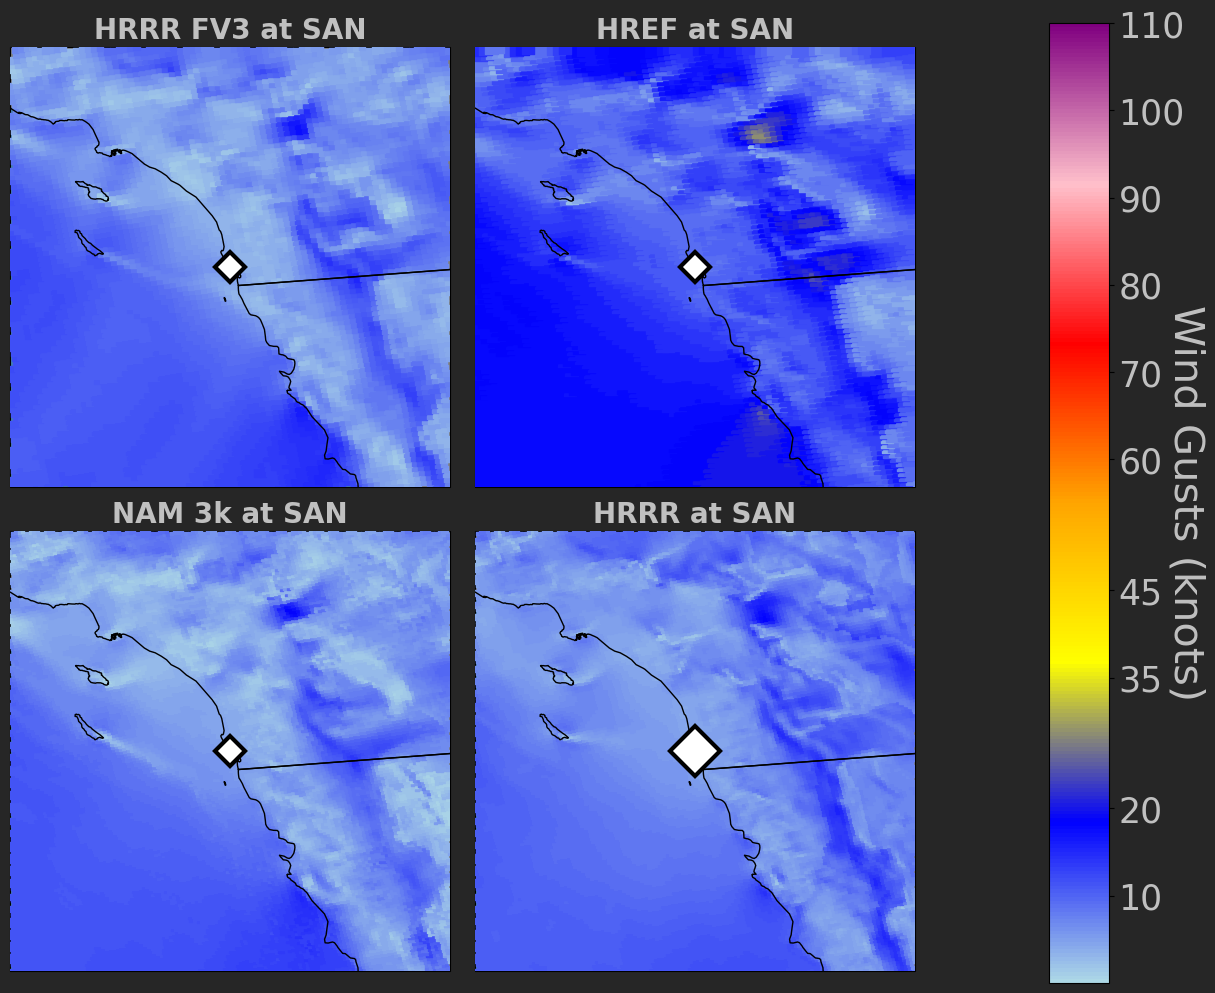 HRRR FV3 at SAN
HREF at SAN
NAM 3k at SAN
HRRR at SAN
110
100
90
80
70
60
45
35
20
10
Wind Gusts (knots)